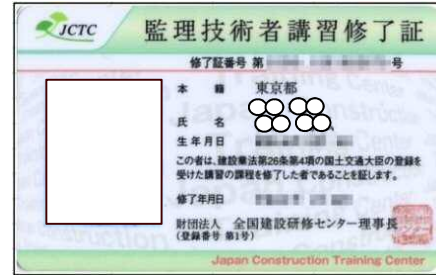 JCTC
監理技術者講習修了証
修了証番号 第 号
本籍 東京都
氏名 ○○ ○○
生年月日
この者は、建設業法第26条第4項の国土交通大臣の登録を
受けた講習の課程を修了した者であることを証します。
修了年月日
財団法人 全国建設研修センター理事長
(登録番号 第1号)
Japan Construction Training Center